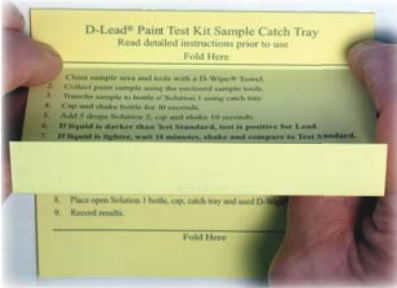 D-Lead® Paint Test Kit Sample Catch Tray
Read detailed instructions prior to use
Fold Here
1. Clean sample area and tools with a D-Wipe® Towel.
2. Collect paint sample using the enclosed sample tools.
3. Transfer sample to bottle o' Solution 1 using catch tray.
4. Cap and shake bottle for 10 seconds.
5. Add 3 drops Solution 2; cap and shake 10 seconds.
6. If liquid is darker than Test Standard, test is positive for Lead.
7. If liquid is lighter, wait 10 minutes, shake and compare to Test Standard.
8. Place open Solution 1 bottle, cap, catch tray and used D-Wipe
9. Record results.
Fold Here